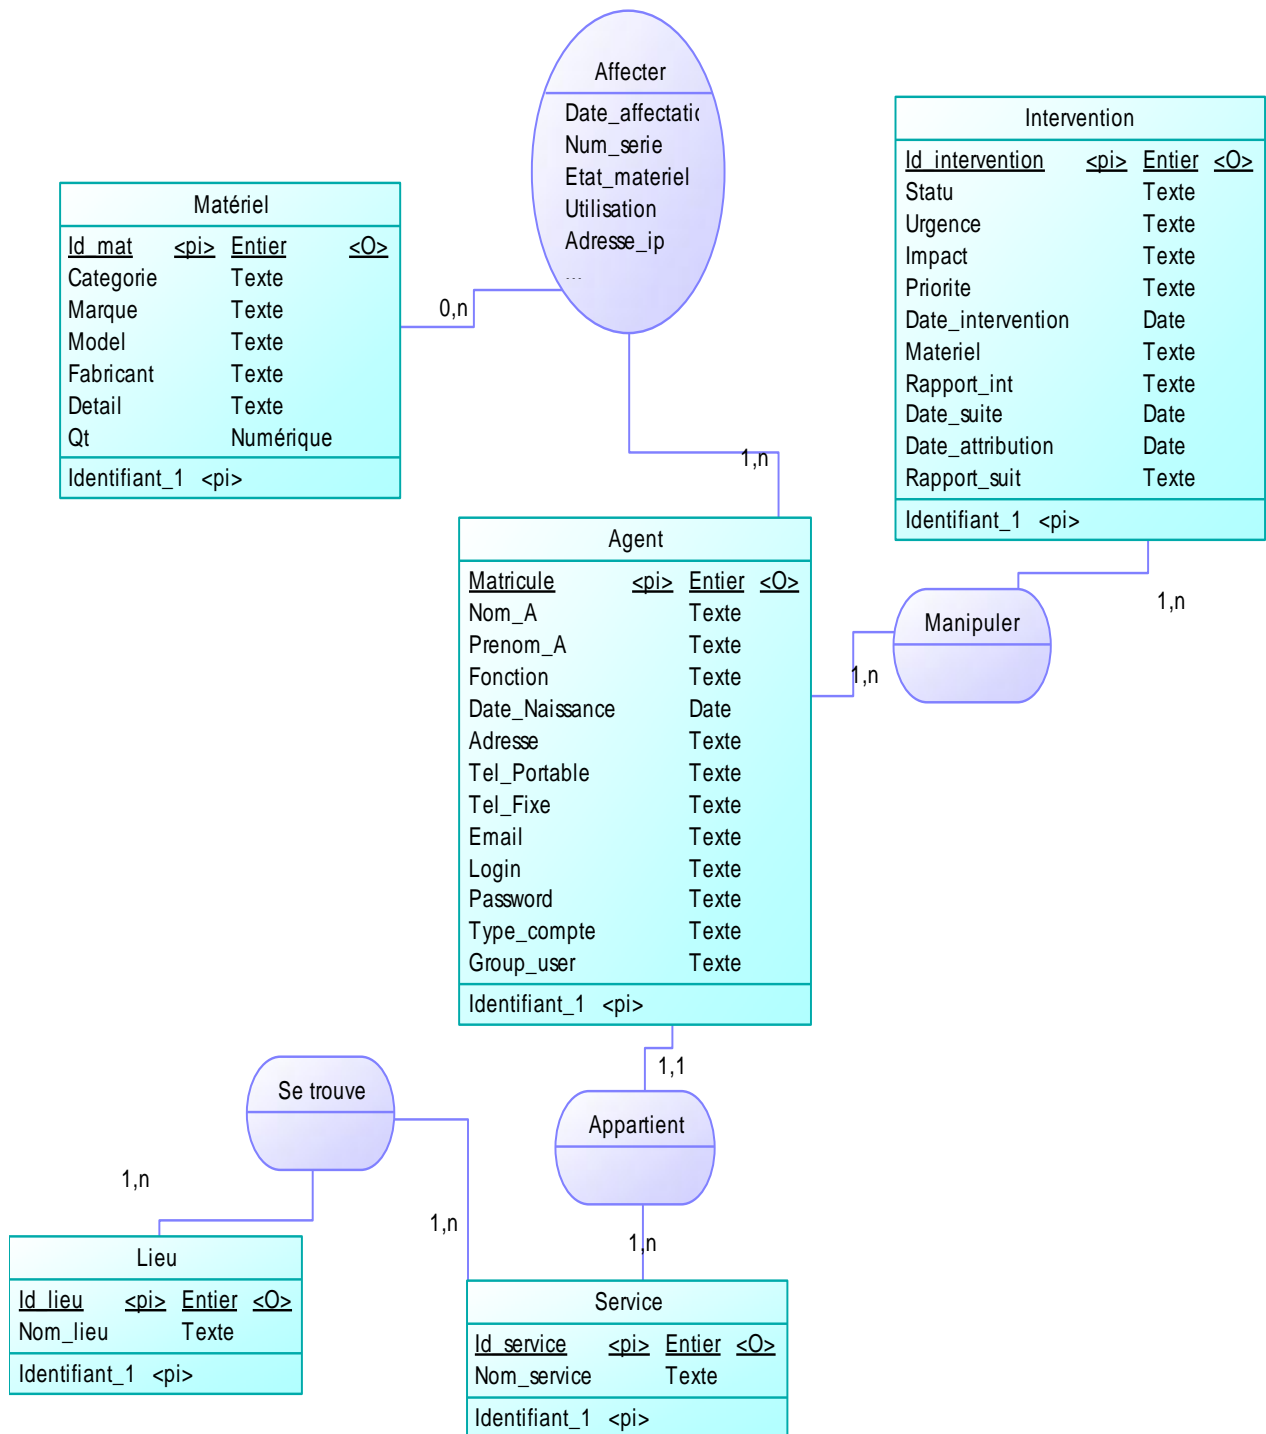 Affecter
Date_affectatic
Num_serie
Etat_materiel
Utilisation
Adresse_ip
...
Intervention
Id_intervention <pi> Entier <O>
Statu Texte
Urgence Texte
Impact Texte
Priorite Texte
Date_intervention Date
Materiel Texte
Rapport_int Texte
Date_suite Date
Date_attribution Date
Rapport_suit Texte
Identifiant_1 <pi>
Matériel
Id_mat <pi> Entier <O>
Categorie Texte
Marque Texte
Model Texte
Fabricant Texte
Detail Texte
Qt Numérique
Identifiant_1 <pi>
0,n
1,n
Agent
Matricule <pi> Entier <O>
Nom_A Texte
Prenom_A Texte
Fonction Texte
Date_Naissance Date
Adresse Texte
Tel_Portable Texte
Tel_Fixe Texte
Email Texte
Login Texte
Password Texte
Type_compte Texte
Group_user Texte
Identifiant_1 <pi>
Manipuler
1,n
1,n
1,1
Appartient
1,n
Se trouve
1,n
1,n
Lieu
Id_lieu <pi> Entier <O>
Nom_lieu Texte
Identifiant_1 <pi>
Service
Id_service <pi> Entier <O>
Nom_service Texte
Identifiant_1 <pi>